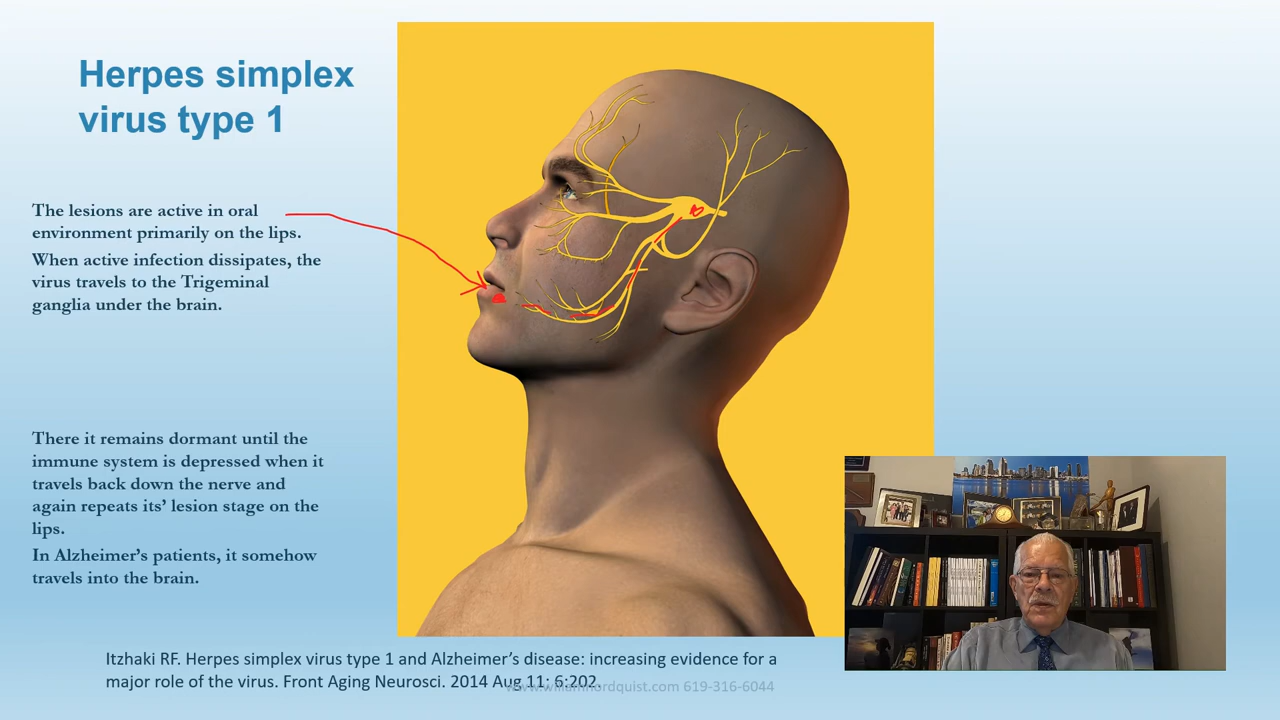 Herpes simplex
virus type 1
The lesions are active in oral
environment primarily on the lips.
When active infection dissipates, the
virus travels to the Trigeminal
ganglia under the brain.
There it remains dormant until the
immune system is depressed when it
travels back down the nerve and
again repeats its’ lesion stage on the
lips.
In Alzheimer’s patients, it somehow
travels into the brain.
Itzhaki RF. Herpes simplex virus type 1 and Alzheimer’s disease: increasing evidence for a
major role of the virus. Front Aging Neurosci. 2014 Aug 11; 6:202.
619-316-6044